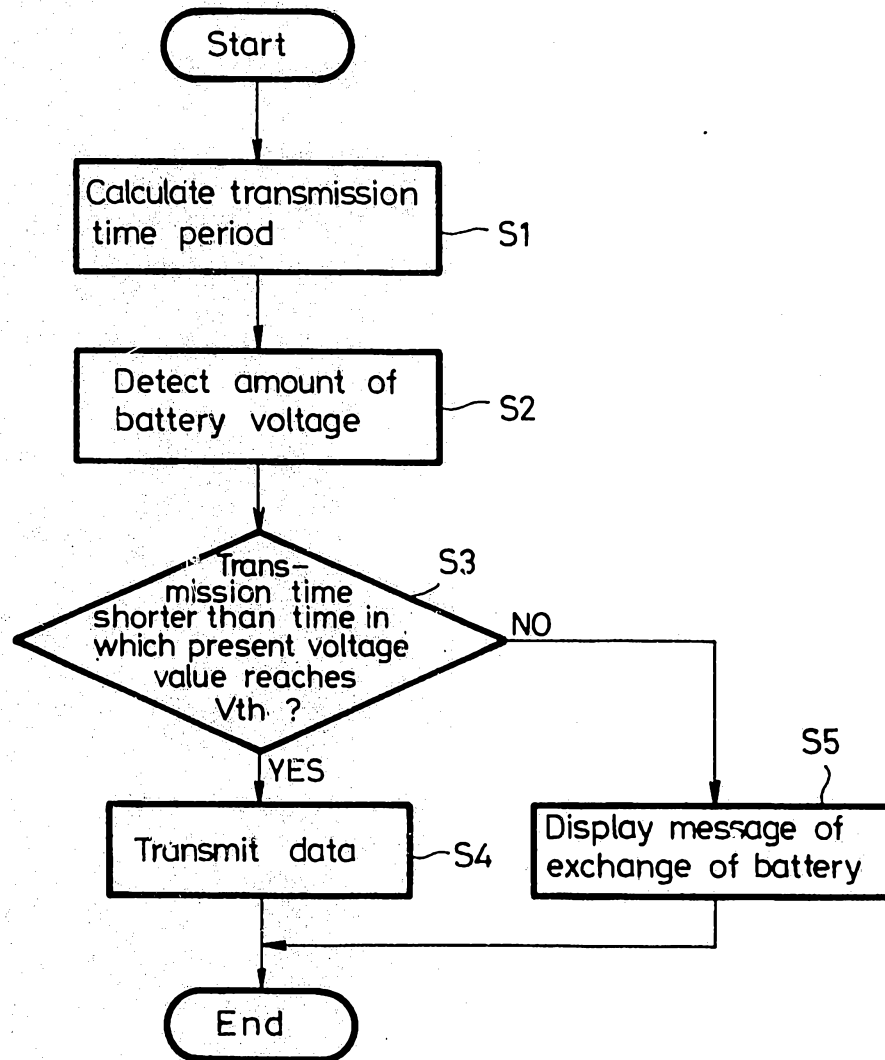 Start
Calculate transmission
time period
S1
Detect amount of
battery voltage
S2
Trans-
mission time
shorter than time in
which present voltage
value reaches
Vth ?
S3
NO
YES
Transmit data
S4
S5
Display message of
exchange of battery
End